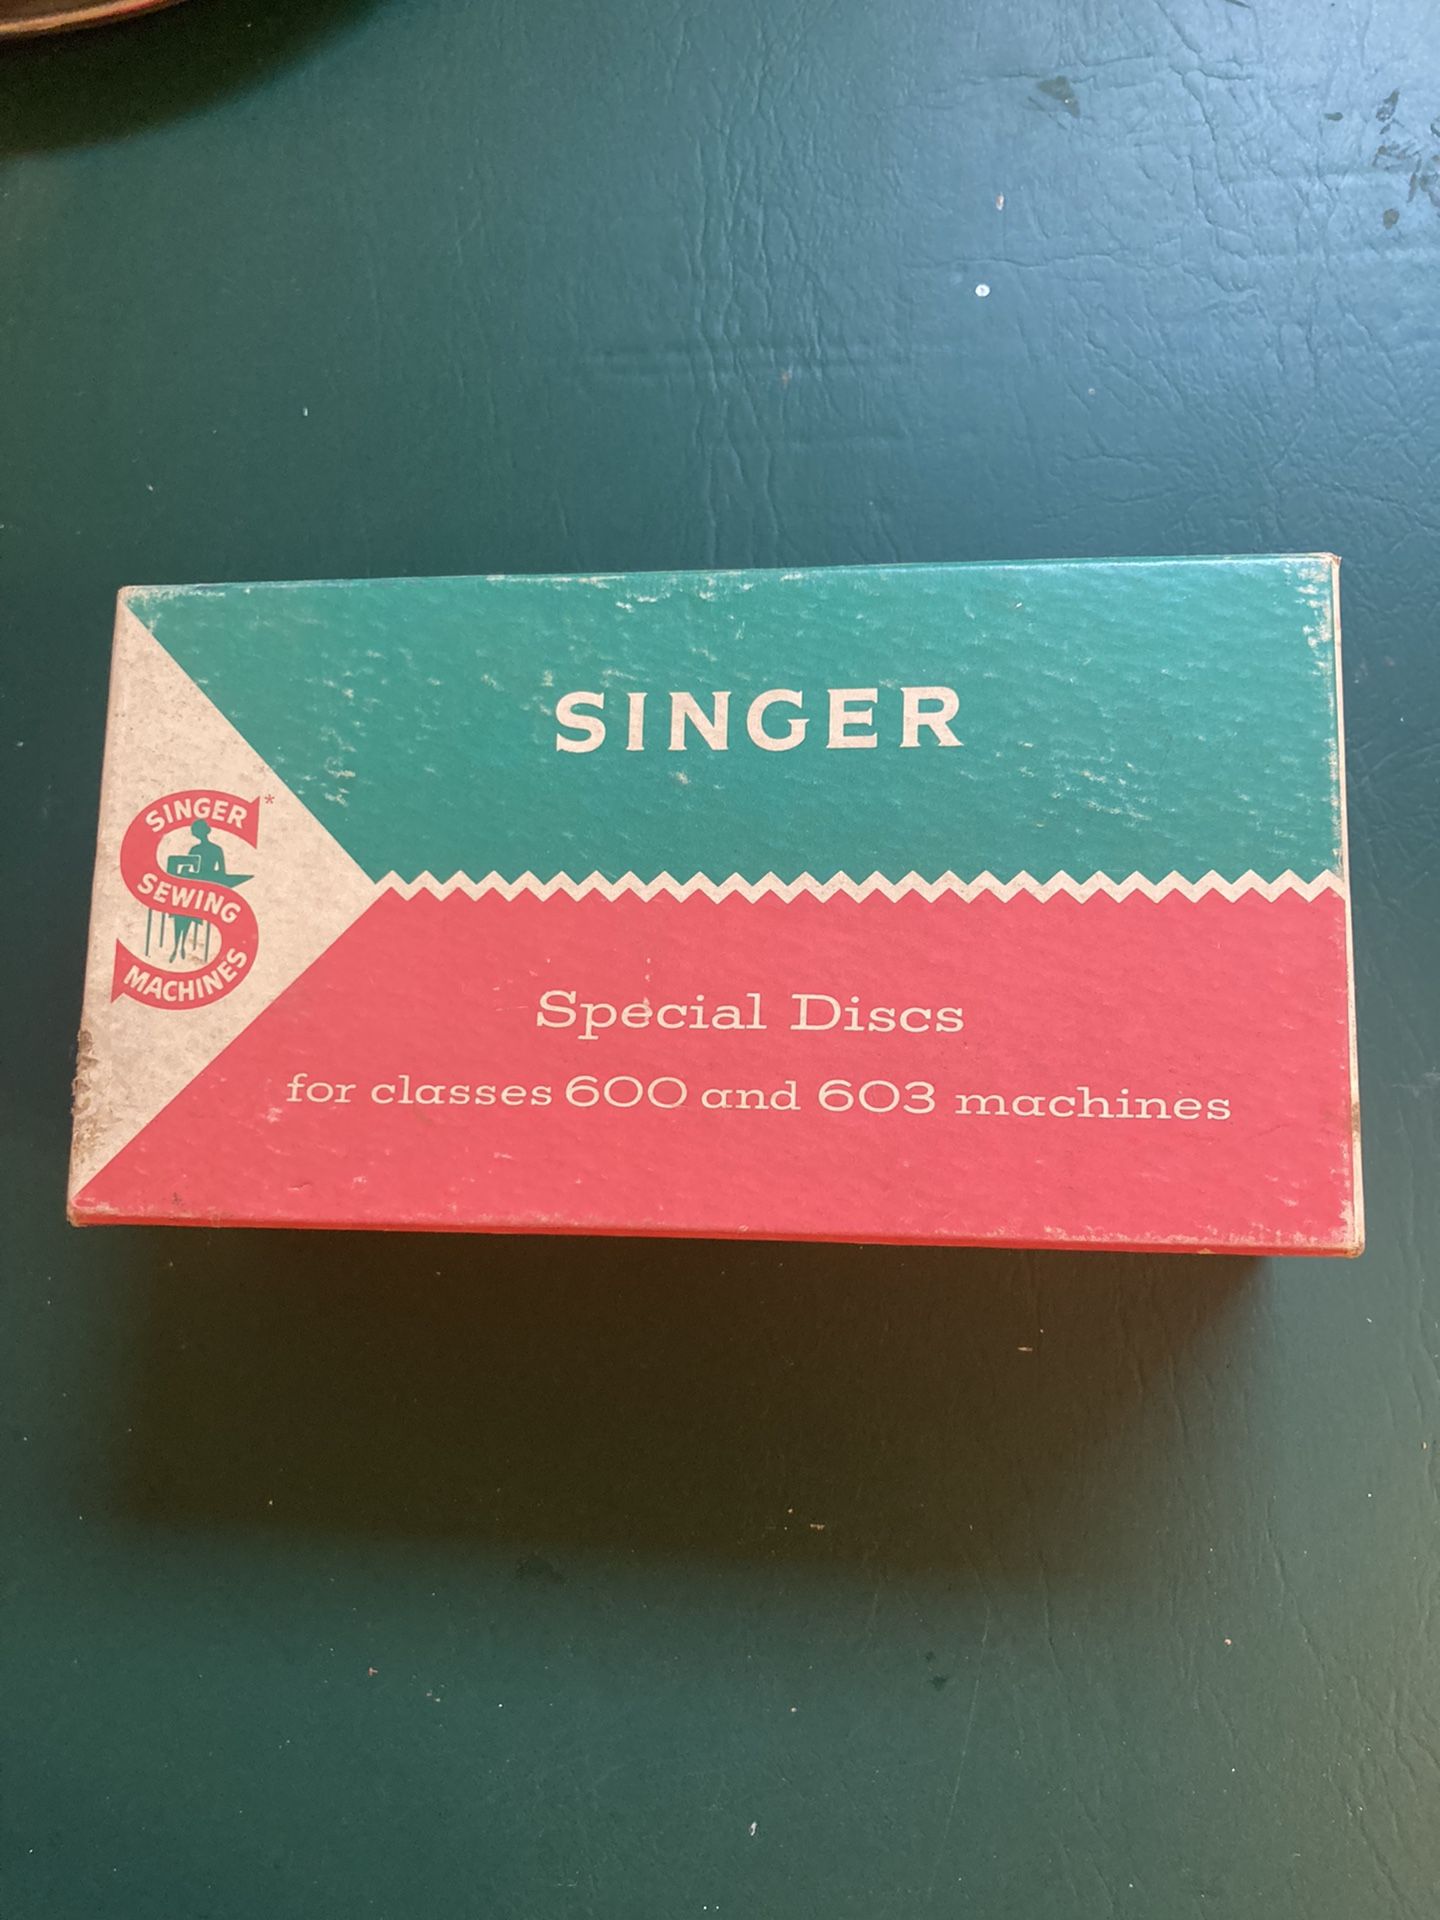 SINGER
SINGER*
SEWING
MACHINES
Special Discs
for classes 600 and 603 machines